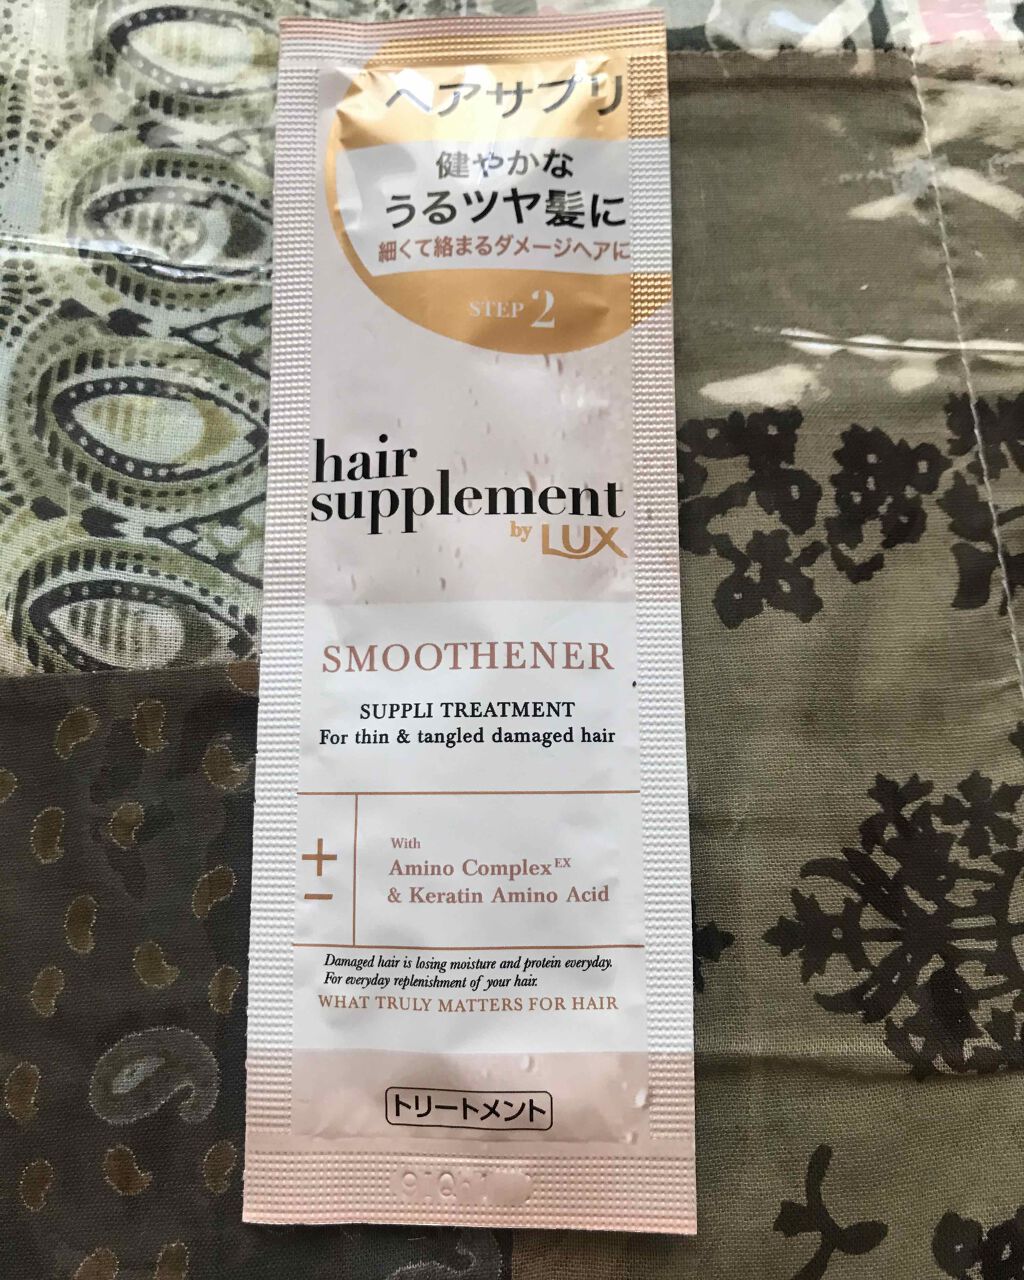 ヘアサプリ
健やかな
うるツヤ髪に
細くて絡まるダメージヘアに
STEP 2
hair
supplement
by LUX
SMOOTHENER
SUPPLI TREATMENT
For thin & tangled damaged hair
+
−
With
Amino Complex EX
& Keratin Amino Acid
Damaged hair is losing moisture and protein everyday.
For everyday replenishment of your hair.
WHAT TRULY MATTERS FOR HAIR
トリートメント